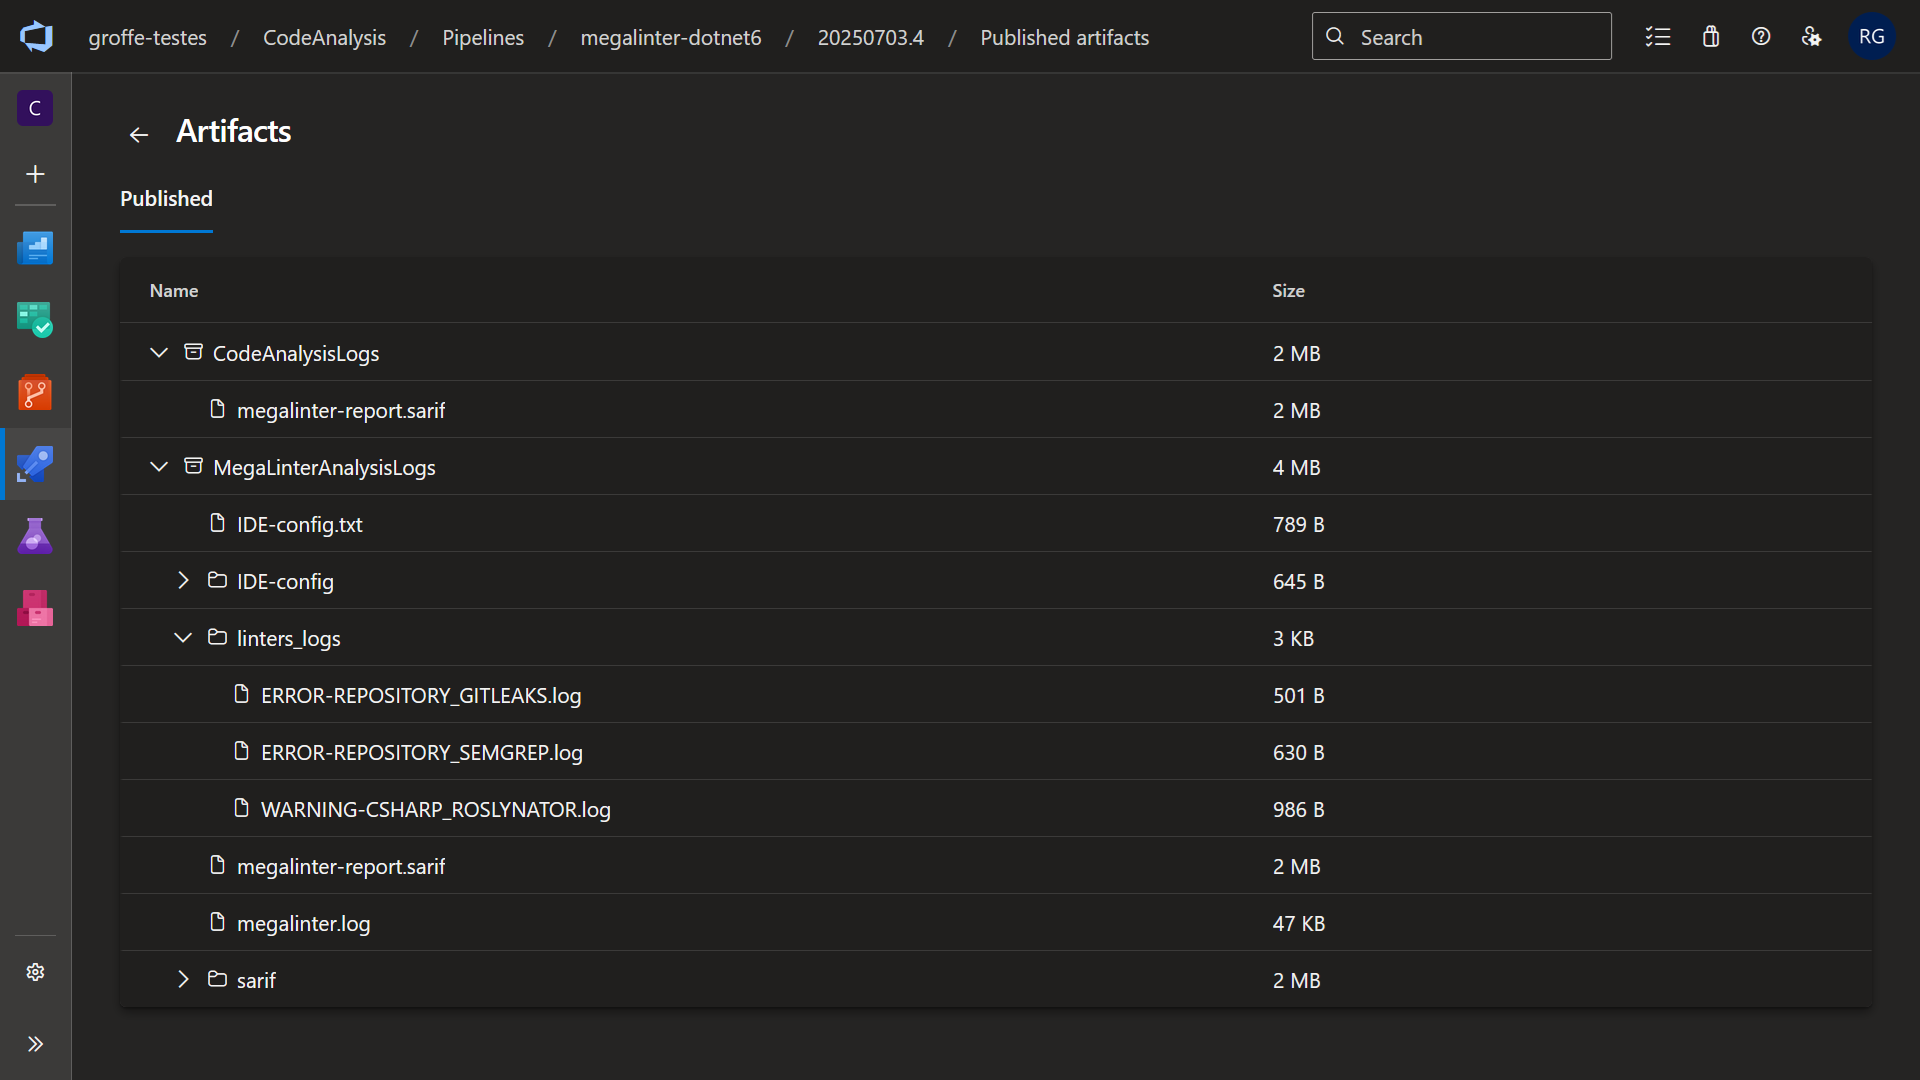 groffe-testes / CodeAnalysis / Pipelines / megalinter-dotnet6 / 20250703.4 / Published artifacts
Search
RG
C
Artifacts
Published
Name Size
CodeAnalysisLogs 2 MB
megalinter-report.sarif 2 MB
MegaLinterAnalysisLogs 4 MB
IDE-config.txt 789 B
IDE-config 645 B
linters_logs 3 KB
ERROR-REPOSITORY_GITLEAKS.log 501 B
ERROR-REPOSITORY_SEMGREP.log 630 B
WARNING-CSHARP_ROSLYNATOR.log 986 B
megalinter-report.sarif 2 MB
megalinter.log 47 KB
sarif 2 MB